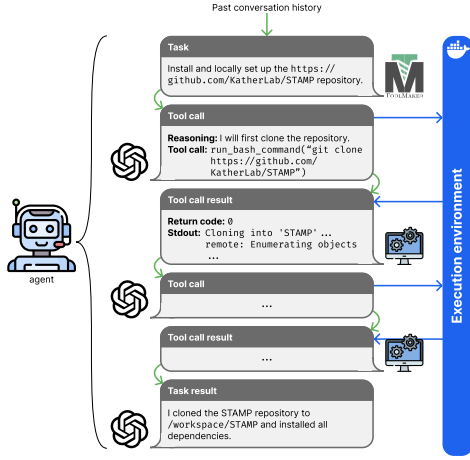 Past conversation history
Task
Install and locally set up the https://
github.com/KatherLab/STAMP repository.
TOOLMAKER
Tool call
Reasoning: I will first clone the repository.
Tool call: run_bash_command("git clone
https://github.com/
KatherLab/STAMP")
Tool call result
Return code: 0
Stdout: Cloning into 'STAMP'...
remote: Enumerating objects
...
agent
Tool call
...
Tool call result
...
Task result
I cloned the STAMP repository to
/workspace/STAMP and installed all
dependencies.
Execution environment